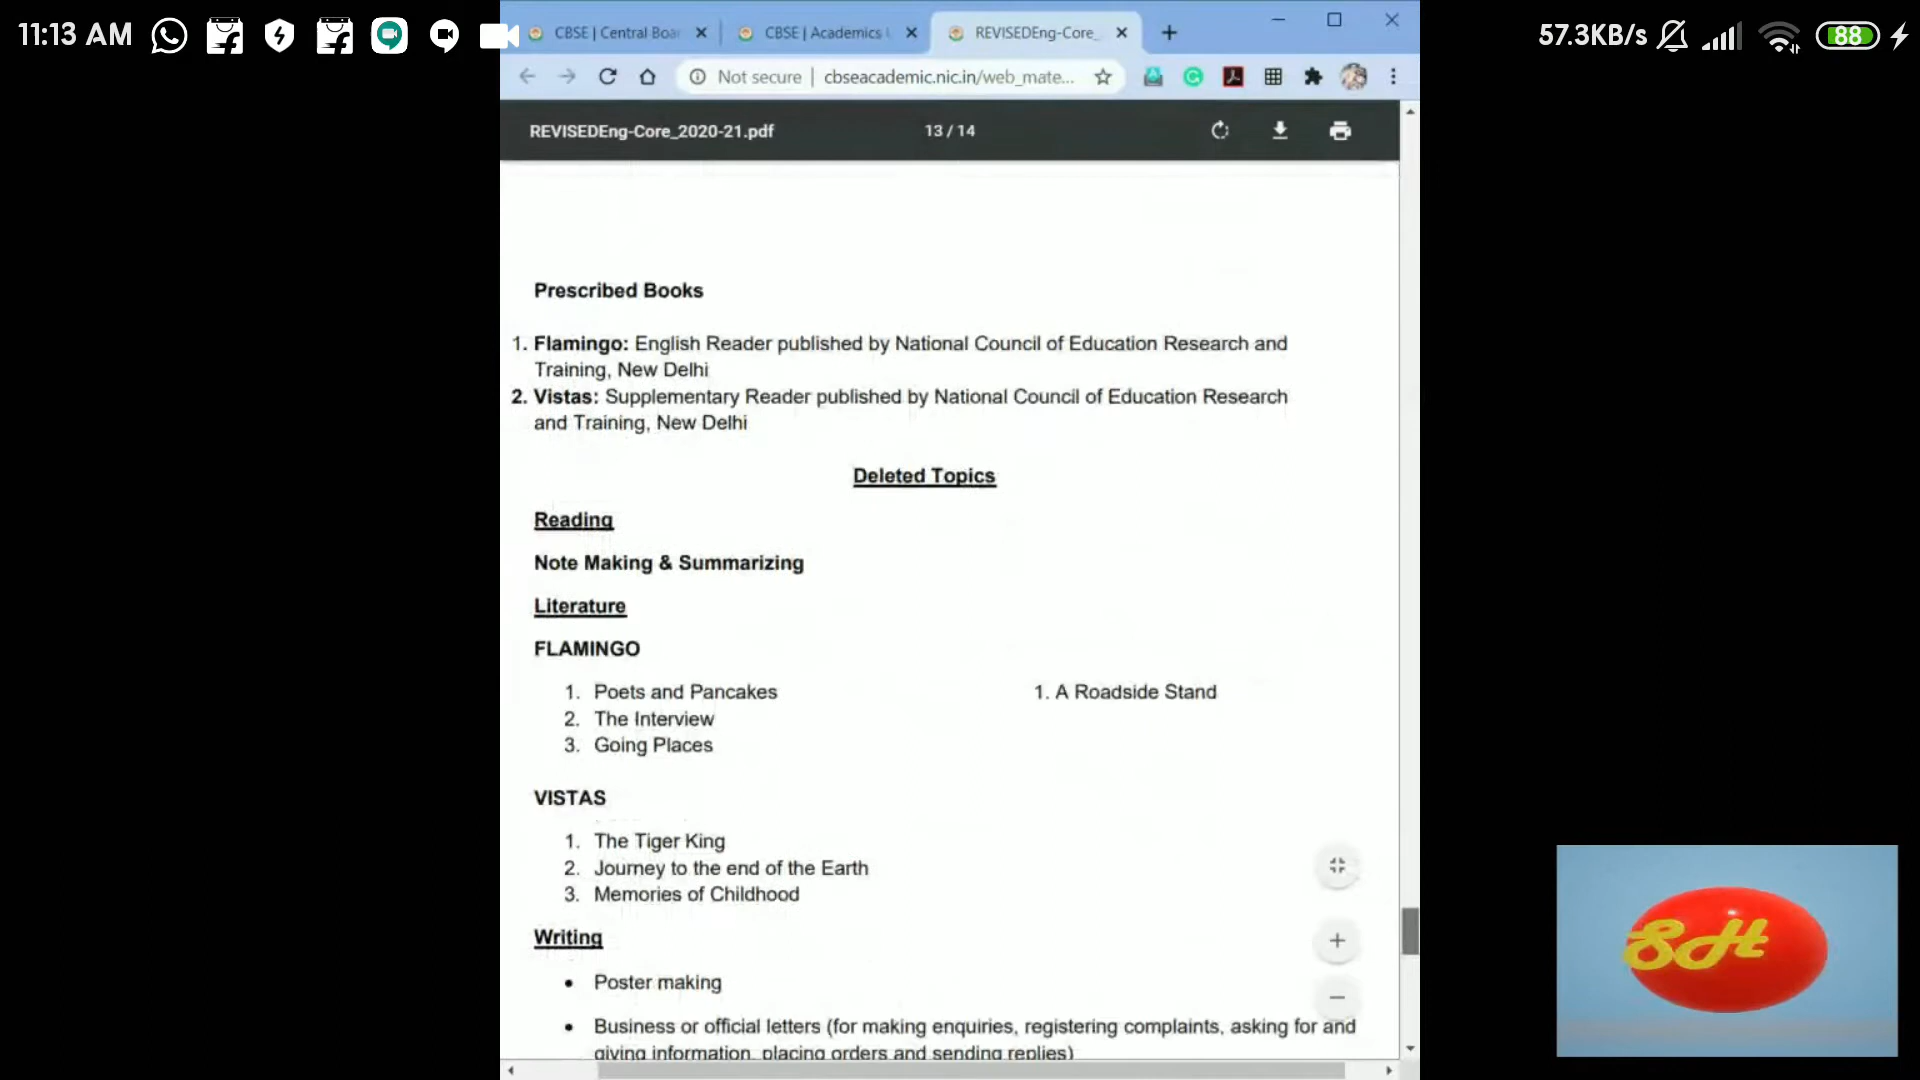 11:13 AM
57.3KB/s
88
CBSE | Central Boa
CBSE | Academics
REVISEDEng-Core_
Not secure
cbseacademic.nic.in/web_mate...
REVISEDEng-Core_2020-21.pdf
13 / 14
Prescribed Books
1. Flamingo: English Reader published by National Council of Education Research and
Training, New Delhi
2. Vistas: Supplementary Reader published by National Council of Education Research
and Training, New Delhi
Deleted Topics
Reading
Note Making & Summarizing
Literature
FLAMINGO
1. Poets and Pancakes
1. A Roadside Stand
2. The Interview
3. Going Places
VISTAS
1. The Tiger King
2. Journey to the end of the Earth
3. Memories of Childhood
Writing
• Poster making
• Business or official letters (for making enquiries, registering complaints, asking for and
giving information, placing orders and sending replies)
SH